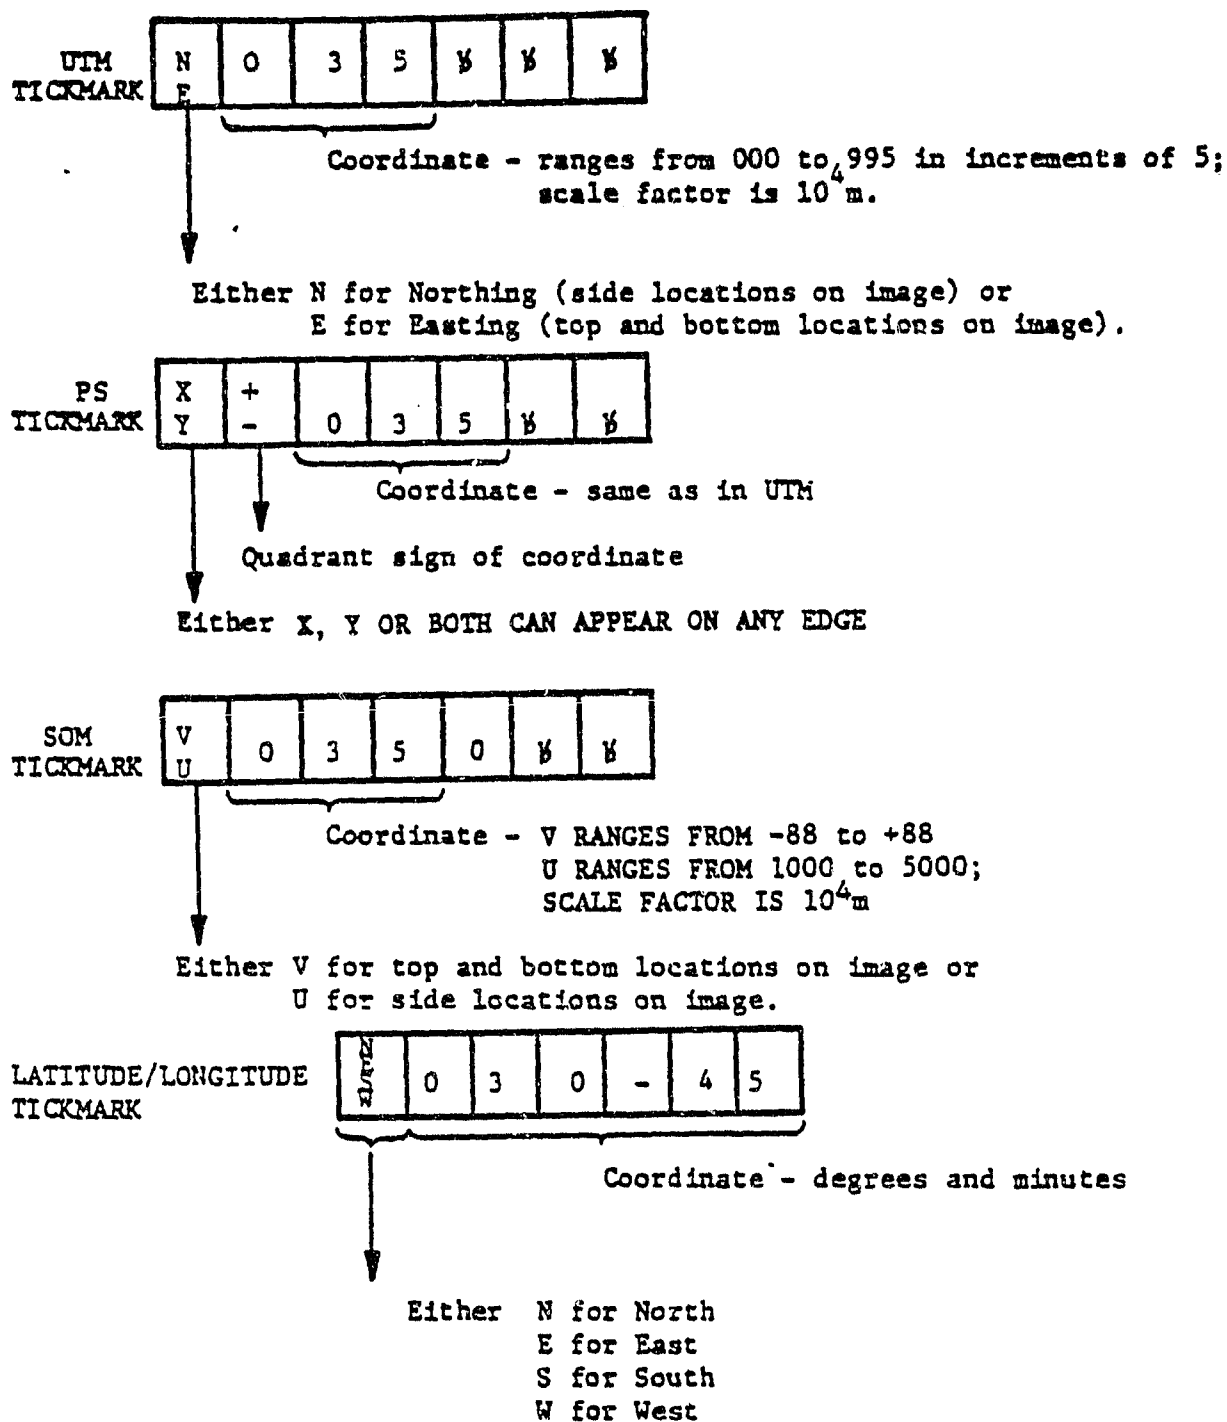 UTM
TICKMARK
N
E
0 3 5 ƀ ƀ ƀ
Coordinate - ranges from 000 to 995 in increments of 5;
scale factor is 10⁴m.
Either N for Northing (side locations on image) or
E for Easting (top and bottom locations on image).
PS
TICKMARK
X +
Y - 0 3 5 ƀ ƀ
Coordinate - same as in UTM
Quadrant sign of coordinate
Either X, Y OR BOTH CAN APPEAR ON ANY EDGE
SOM
TICKMARK
V
U
0 3 5 0 ƀ ƀ
Coordinate - V RANGES FROM -88 to +88
U RANGES FROM 1000 to 5000;
SCALE FACTOR IS 10⁴m
Either V for top and bottom locations on image or
U for side locations on image.
LATITUDE/LONGITUDE
TICKMARK
N
E
S
W
0 3 0 - 4 5
Coordinate - degrees and minutes
Either N for North
E for East
S for South
W for West